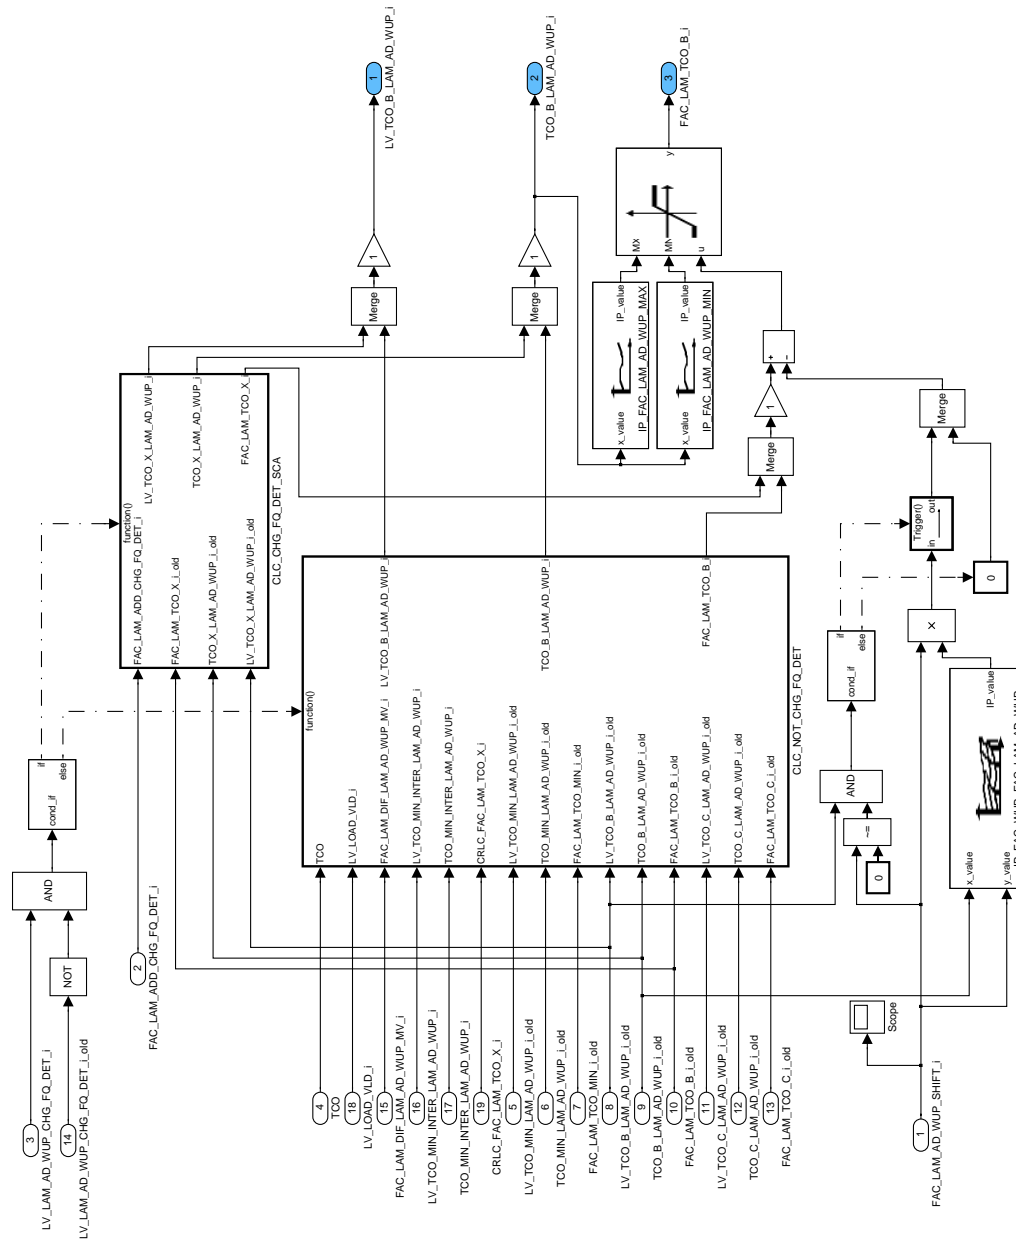 3
LV_LAM_AD_WUP_CHG_FQ_DET_i
14
LV_LAM_AD_WUP_CHG_FQ_DET_i_old
NOT
AND
cond_if
if
else
2
FAC_LAM_ADD_CHG_FQ_DET_i
function()
FAC_LAM_ADD_CHG_FQ_DET_i
FAC_LAM_TCO_X_i_old
TCO_X_LAM_AD_WUP_i_old
LV_TCO_X_LAM_AD_WUP_i_old
LV_TCO_X_LAM_AD_WUP_i
TCO_X_LAM_AD_WUP_i
FAC_LAM_TCO_X_i
CLC_CHG_FQ_DET_SCA
4
TCO
18
LV_LOAD_VLD_i
15
FAC_LAM_DIF_LAM_AD_WUP_MV_i
16
LV_TCO_MIN_INTER_LAM_AD_WUP_i
17
TCO_MIN_INTER_LAM_AD_WUP_i
19
CRLC_FAC_LAM_TCO_X_i
5
LV_TCO_MIN_LAM_AD_WUP_i_old
6
TCO_MIN_LAM_AD_WUP_i_old
7
FAC_LAM_TCO_MIN_i_old
8
LV_TCO_B_LAM_AD_WUP_i_old
9
TCO_B_LAM_AD_WUP_i_old
10
FAC_LAM_TCO_B_i_old
11
LV_TCO_C_LAM_AD_WUP_i_old
12
TCO_C_LAM_AD_WUP_i_old
13
FAC_LAM_TCO_C_i_old
function()
TCO
LV_LOAD_VLD_i
FAC_LAM_DIF_LAM_AD_WUP_MV_i
LV_TCO_MIN_INTER_LAM_AD_WUP_i
TCO_MIN_INTER_LAM_AD_WUP_i
CRLC_FAC_LAM_TCO_X_i
LV_TCO_MIN_LAM_AD_WUP_i_old
TCO_MIN_LAM_AD_WUP_i_old
FAC_LAM_TCO_MIN_i_old
LV_TCO_B_LAM_AD_WUP_i_old
TCO_B_LAM_AD_WUP_i_old
FAC_LAM_TCO_B_i_old
LV_TCO_C_LAM_AD_WUP_i_old
TCO_C_LAM_AD_WUP_i_old
FAC_LAM_TCO_C_i_old
LV_TCO_B_LAM_AD_WUP_i
TCO_B_LAM_AD_WUP_i
FAC_LAM_TCO_B_i
CLC_NOT_CHG_FQ_DET
Merge
1
1
LV_TCO_B_LAM_AD_WUP_i
Merge
1
2
TCO_B_LAM_AD_WUP_i
x_value
IP_value
IP_FAC_LAM_AD_WUP_MAX
x_value
IP_value
IP_FAC_LAM_AD_WUP_MIN
MX
MN
u
y
3
FAC_LAM_TCO_B_i
Merge
1
+
-
Merge
0
~=
AND
cond_if
if
else
Trigger()
in
out
0
×
x_value
y_value
IP_value
IP_FAC_WUP_FAC_LAM_AD_WUP
Scope
1
FAC_LAM_AD_WUP_SHIFT_i